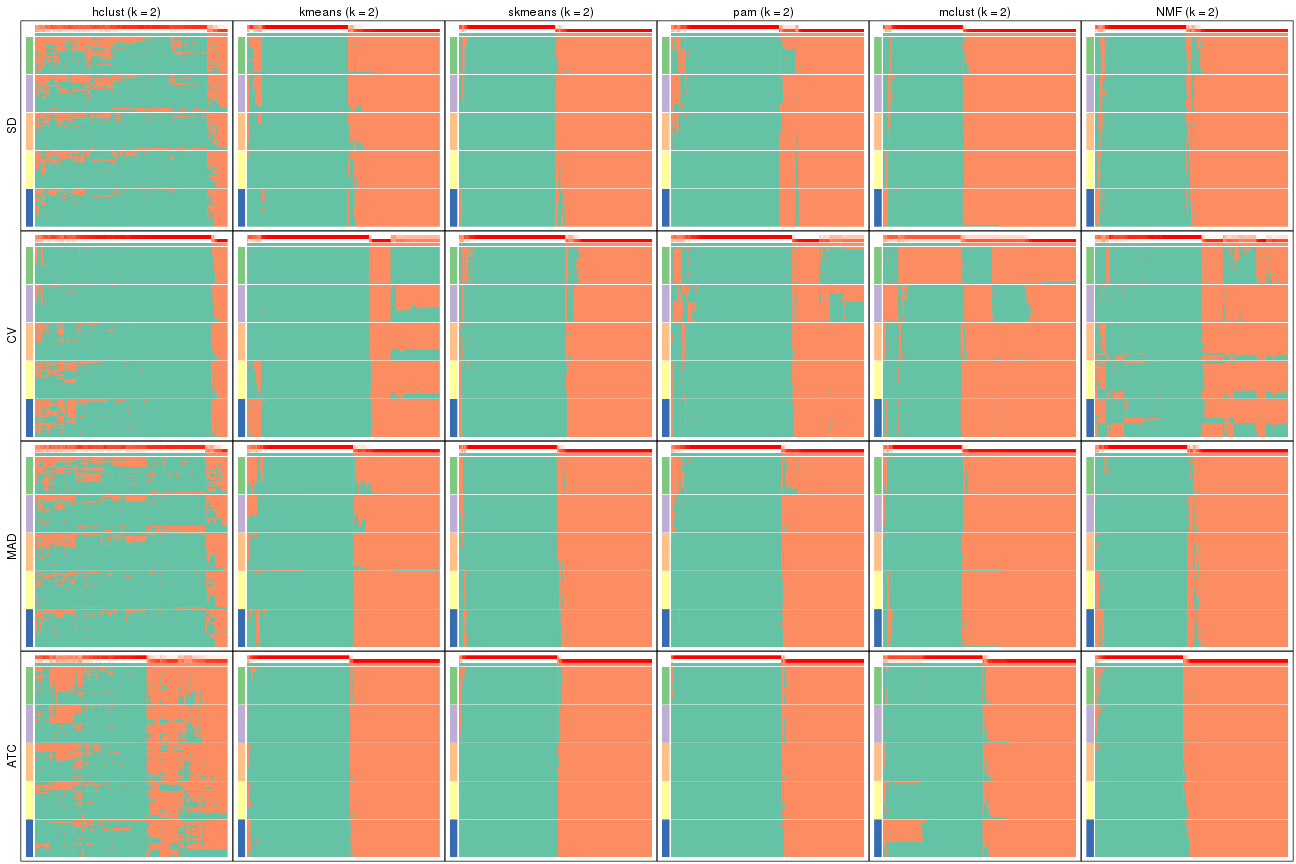 hclust (k = 2)
kmeans (k = 2)
skmeans (k = 2)
pam (k = 2)
mclust (k = 2)
NMF (k = 2)
SD
CV
MAD
ATC